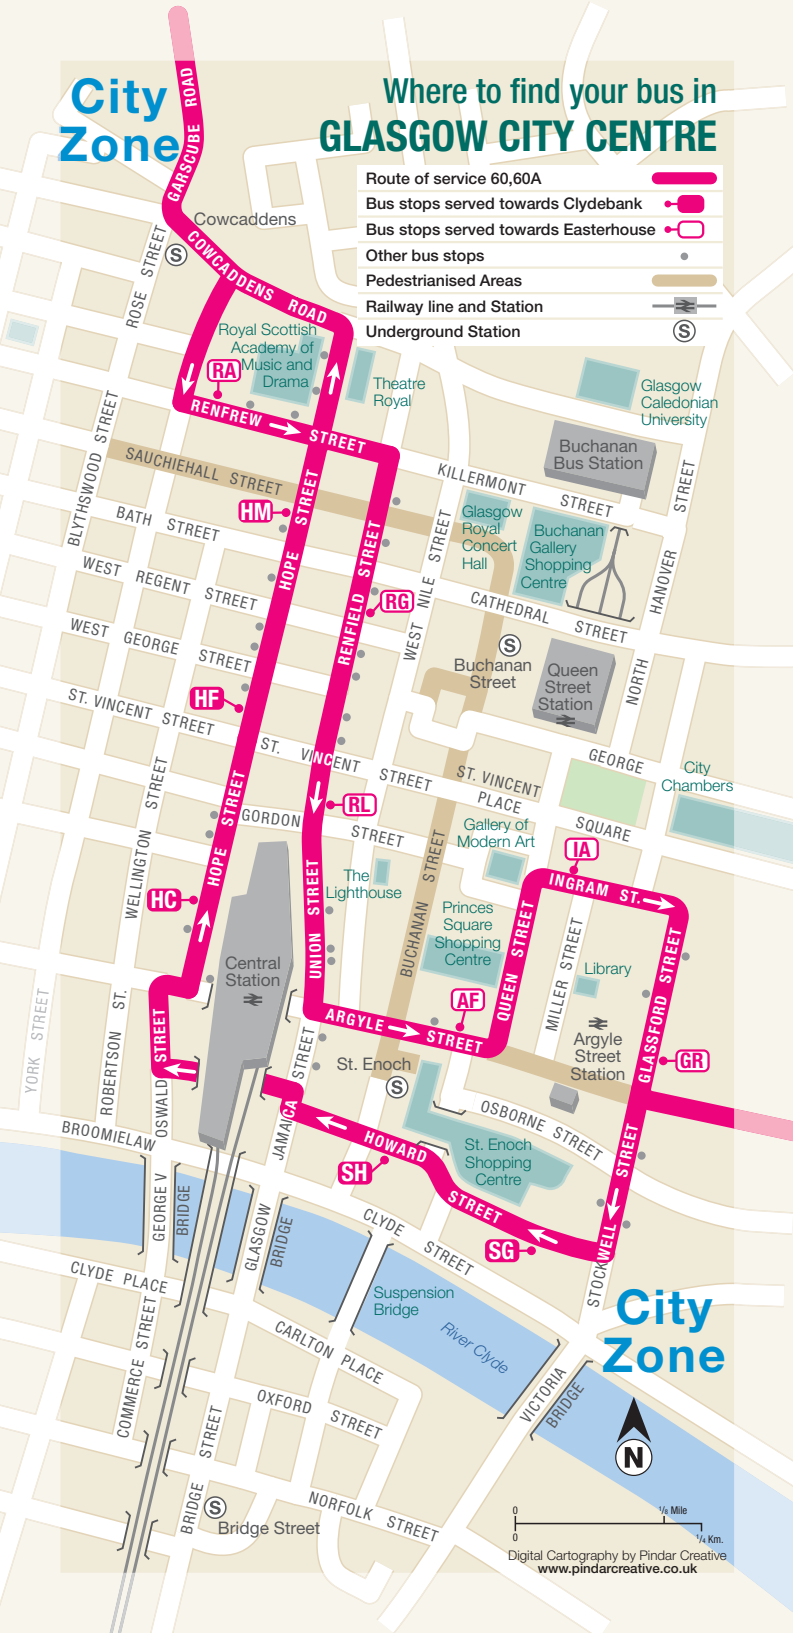 City
Zone
Where to find your bus in
GLASGOW CITY CENTRE
Route of service 60,60A
Bus stops served towards Clydebank
Bus stops served towards Easterhouse
Other bus stops
Pedestrianised Areas
Railway line and Station
Underground Station
S
GARSCUBE ROAD
Cowcaddens
S
COWCADDENS ROAD
ROSE STREET
Royal Scottish
Academy of
Music and
Drama
RA
Theatre
Royal
Glasgow
Caledonian
University
RENFREW STREET
Buchanan
Bus Station
BLYTHSWOOD STREET
SAUCHIEHALL STREET
KILLERMONT STREET
HM
HOPE STREET
BATH STREET
Glasgow
Royal
Concert
Hall
Buchanan
Gallery
Shopping
Centre
RENFIELD STREET
WEST NILE STREET
NORTH HANOVER STREET
WEST REGENT STREET
RG
CATHEDRAL STREET
WEST GEORGE STREET
S
Buchanan
Street
Queen
Street
Station
HF
ST. VINCENT STREET
ST. VINCENT STREET
ST. VINCENT
PLACE
GEORGE
SQUARE
City
Chambers
WELLINGTON STREET
HOPE STREET
GORDON STREET
RL
Gallery of
Modern Art
IA
The
Lighthouse
UNION STREET
BUCHANAN STREET
INGRAM ST.
HC
Princes
Square
Shopping
Centre
QUEEN STREET
MILLER STREET
Library
GLASSFORD STREET
Central
Station
AF
Argyle
Street
Station
YORK STREET
ROBERTSON ST.
OSWALD STREET
ARGYLE STREET
GR
St. Enoch
S
JAMAICA STREET
OSBORNE STREET
BROOMIELAW
HOWARD STREET
St. Enoch
Shopping
Centre
SH
SG
STOCKWELL STREET
GEORGE V
BRIDGE
GLASGOW
BRIDGE
CLYDE STREET
CLYDE PLACE
Suspension
Bridge
River Clyde
City
Zone
COMMERCE STREET
CARLTON PLACE
VICTORIA
BRIDGE
OXFORD STREET
BRIDGE STREET
N
S
Bridge Street
NORFOLK STREET
0
1/8 Mile
0
1/4 Km.
Digital Cartography by Pindar Creative
www.pindarcreative.co.uk